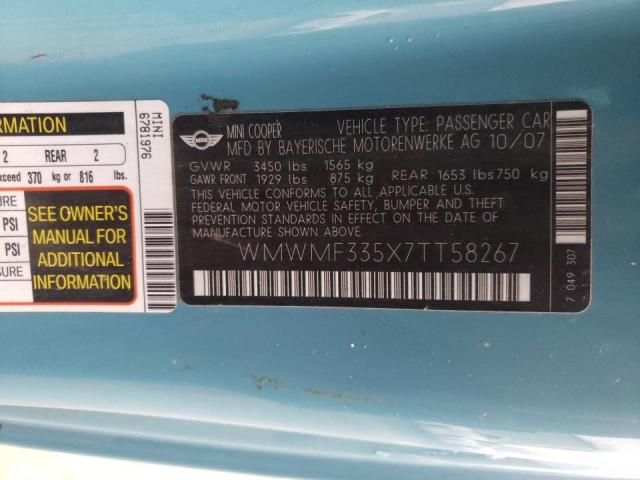 RMATION
2 REAR 2
xceed 370 kg or 816 lbs.
PSI
PSI
SURE
SEE OWNER'S
MANUAL FOR
ADDITIONAL
INFORMATION
MINI
6781976
MINI
MINI COOPER VEHICLE TYPE: PASSENGER CAR
MFD BY BAYERISCHE MOTORENWERKE AG 10/07
GVWR 3450 lbs 1565 kg
GAWR FRONT 1929 lbs 875 kg REAR 1653 lbs 750 kg
THIS VEHICLE CONFORMS TO ALL APPLICABLE U.S.
FEDERAL MOTOR VEHICLE SAFETY, BUMPER AND THEFT
PREVENTION STANDARDS IN EFFECT ON THE DATE OF
MANUFACTURE SHOWN ABOVE.
WMWMF335X7TT58267
7 049 307